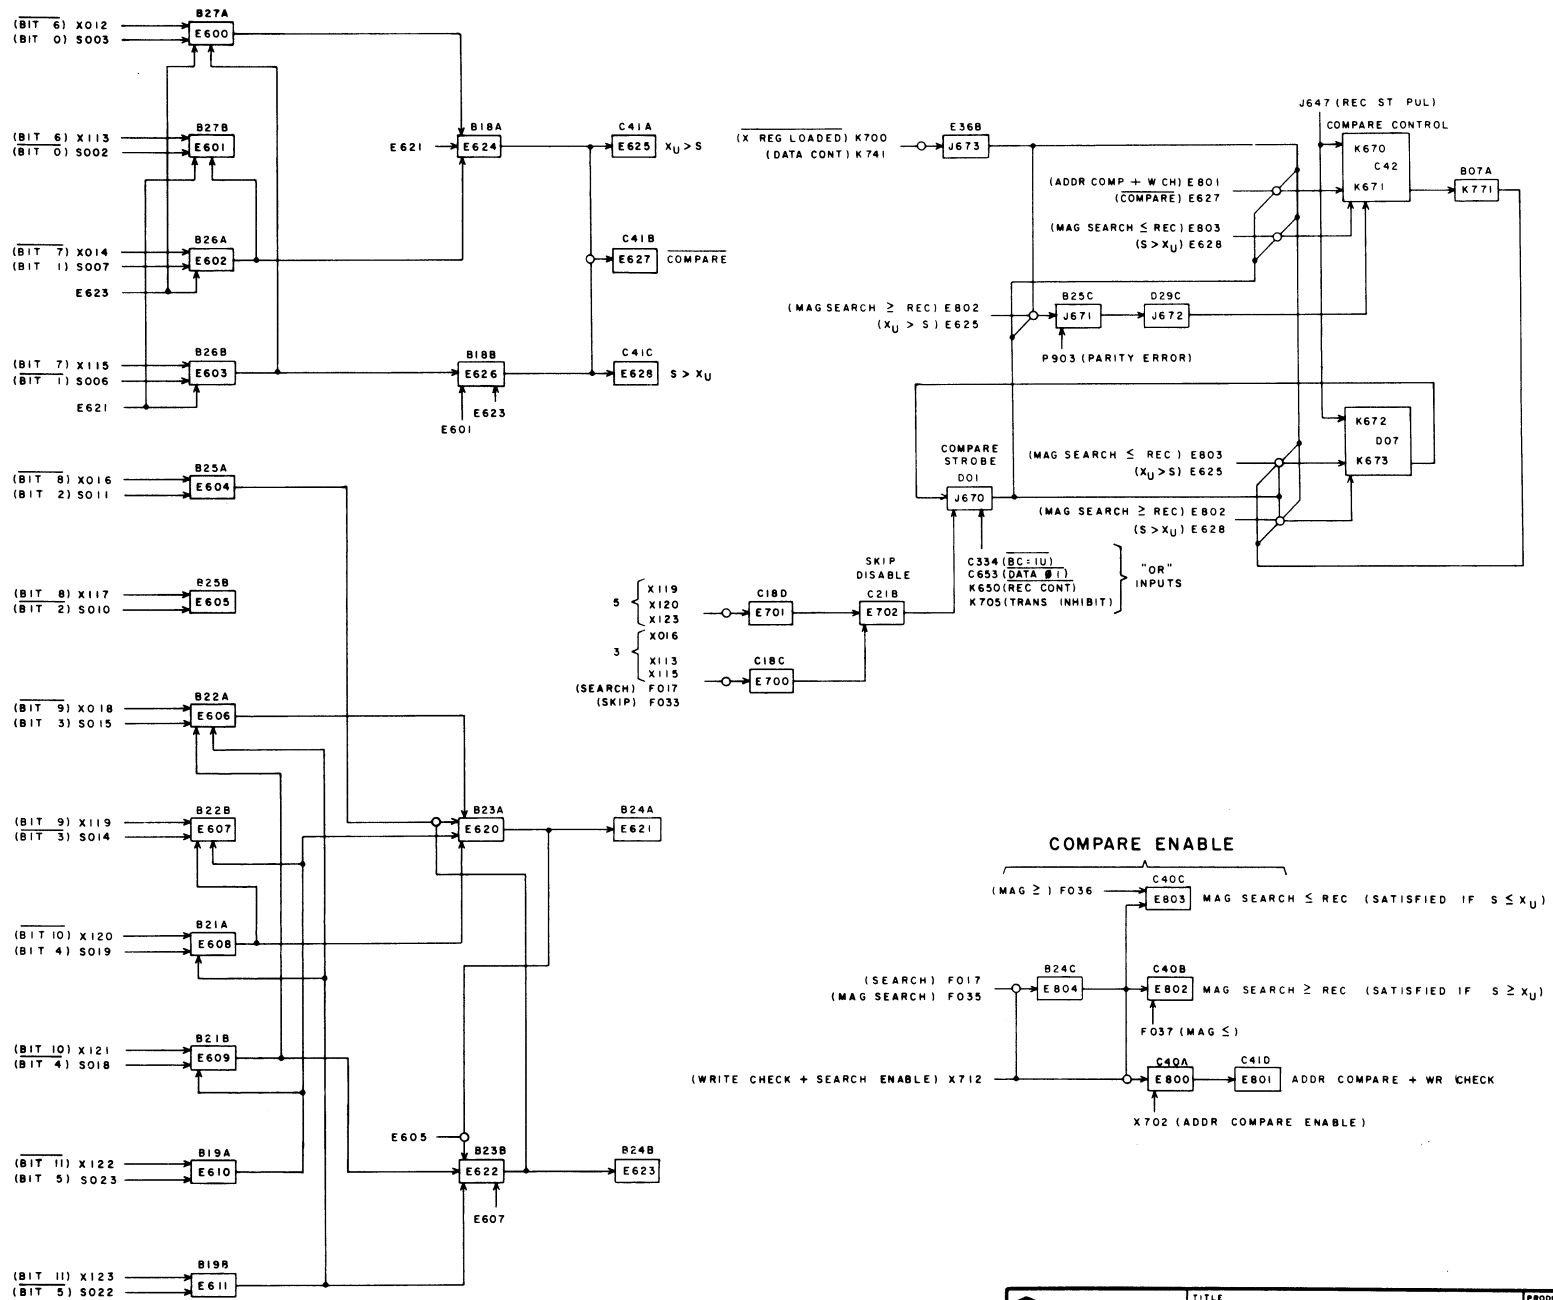 B27A
(BIT 6) X012
(BIT 0) S003
E600
B27B
(BIT 6) X113
(BIT 0) S002
E601
B26A
(BIT 7) X014
(BIT 1) S007
E602
E623
B26B
(BIT 7) X115
(BIT 1) S006
E603
E621
B25A
(BIT 8) X016
(BIT 2) S011
E604
B25B
(BIT 8) X117
(BIT 2) S010
E605
B22A
(BIT 9) X018
(BIT 3) S015
E606
B22B
(BIT 9) X119
(BIT 3) S014
E607
B21A
(BIT 10) X120
(BIT 4) S019
E608
B21B
(BIT 10) X121
(BIT 4) S018
E609
B19A
(BIT 11) X122
(BIT 5) S023
E610
B19B
(BIT 11) X123
(BIT 5) S022
E611
B18A
E621
E624
C41A
E625
XU > S
C41B
E627
COMPARE
B18B
E626
E623
E601
C41C
E628
S > XU
B23A
E620
B24A
E621
E605
B23B
E622
E607
B24B
E623
(X REG LOADED) K700
(DATA CONT) K741
E36B
J673
J647 (REC ST PUL)
COMPARE CONTROL
K670
C42
K671
B07A
K771
(ADDR COMP + W CH) E801
(COMPARE) E627
(MAG SEARCH ≤ REC) E803
(S > XU) E628
(MAG SEARCH ≥ REC) E802
(XU > S) E625
B25C
J671
D29C
J672
P903 (PARITY ERROR)
K672
D07
K673
(MAG SEARCH ≤ REC) E803
(XU > S) E625
(MAG SEARCH ≥ REC) E802
(S > XU) E628
COMPARE
STROBE
D01
J670
C334 (BC=1U)
C653 (DATA Ø 1)
K650 (REC CONT)
K705 (TRANS INHIBIT)
"OR"
INPUTS
SKIP
DISABLE
C21B
E702
5
X119
X120
X123
C18D
E701
3
X016
X113
X115
(SEARCH) F017
(SKIP) F033
C18C
E700
COMPARE ENABLE
(MAG ≥) F036
C40C
E803
MAG SEARCH ≤ REC (SATISFIED IF S ≤ XU)
(SEARCH) F017
(MAG SEARCH) F035
B24C
E804
C40B
E802
MAG SEARCH ≥ REC (SATISFIED IF S ≥ XU)
F037 (MAG ≤)
(WRITE CHECK + SEARCH ENABLE) X712
C40A
E800
C41D
E801
ADDR COMPARE + WR CHECK
X702 (ADDR COMPARE ENABLE)
TITLE